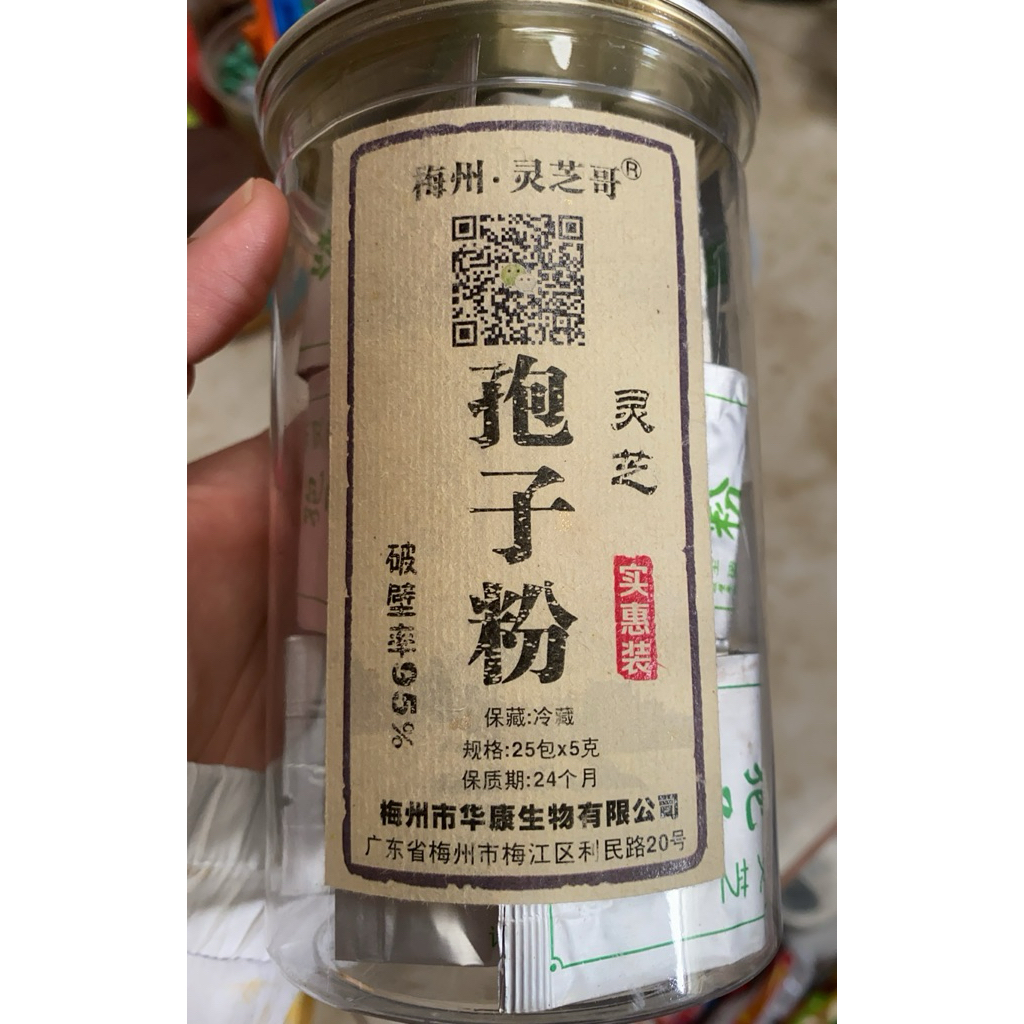 梅州·灵芝哥®
灵芝
实惠装
孢子粉
破壁率95%
保藏:冷藏
规格:25包x5克
保质期:24个月
梅州市华康生物有限公司
广东省梅州市梅江区利民路20号